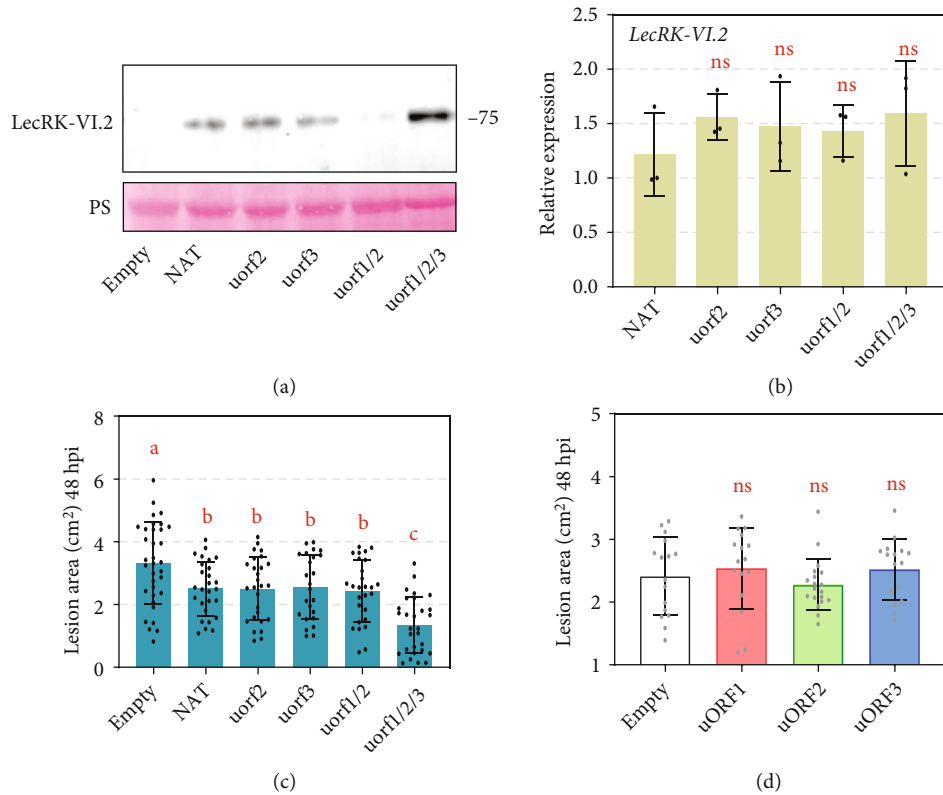 LecRK-VI.2
–75
PS
Empty
NAT
uorf2
uorf3
uorf1/2
uorf1/2/3
(a)
Relative expression
2.5
2.0
1.5
1.0
0.5
0.0
LecRK-VI.2
ns
ns
ns
ns
NAT
uorf2
uorf3
uorf1/2
uorf1/2/3
(b)
Lesion area (cm²) 48 hpi
8
6
4
2
0
a
b
b
b
b
c
Empty
NAT
uorf2
uorf3
uorf1/2
uorf1/2/3
(c)
Lesion area (cm²) 48 hpi
5
4
3
2
1
ns
ns
ns
Empty
uORF1
uORF2
uORF3
(d)